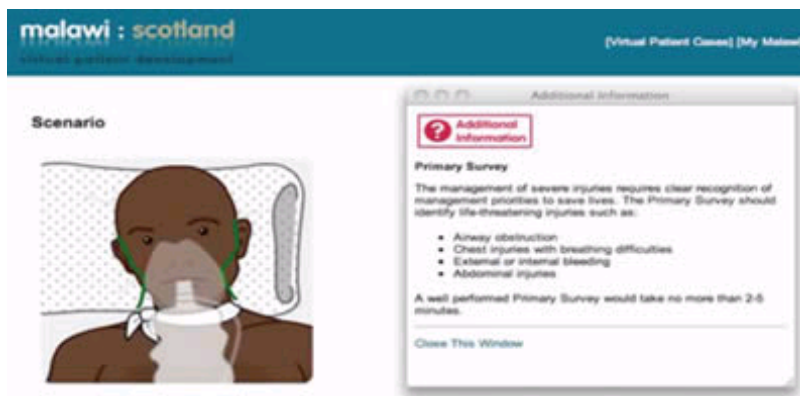 malawi : scotland
virtual patient development
[Virtual Patient Cases] [My Malawi
Scenario
Additional Information
? Additional
Information
Primary Survey
The management of severe injuries requires clear recognition of
management priorities to save lives. The Primary Survey should
identify life-threatening injuries such as:
• Airway obstruction
• Chest injuries with breathing difficulties
• External or internal bleeding
• Abdominal injuries
A well performed Primary Survey would take no more than 2-5
minutes.
Close This Window